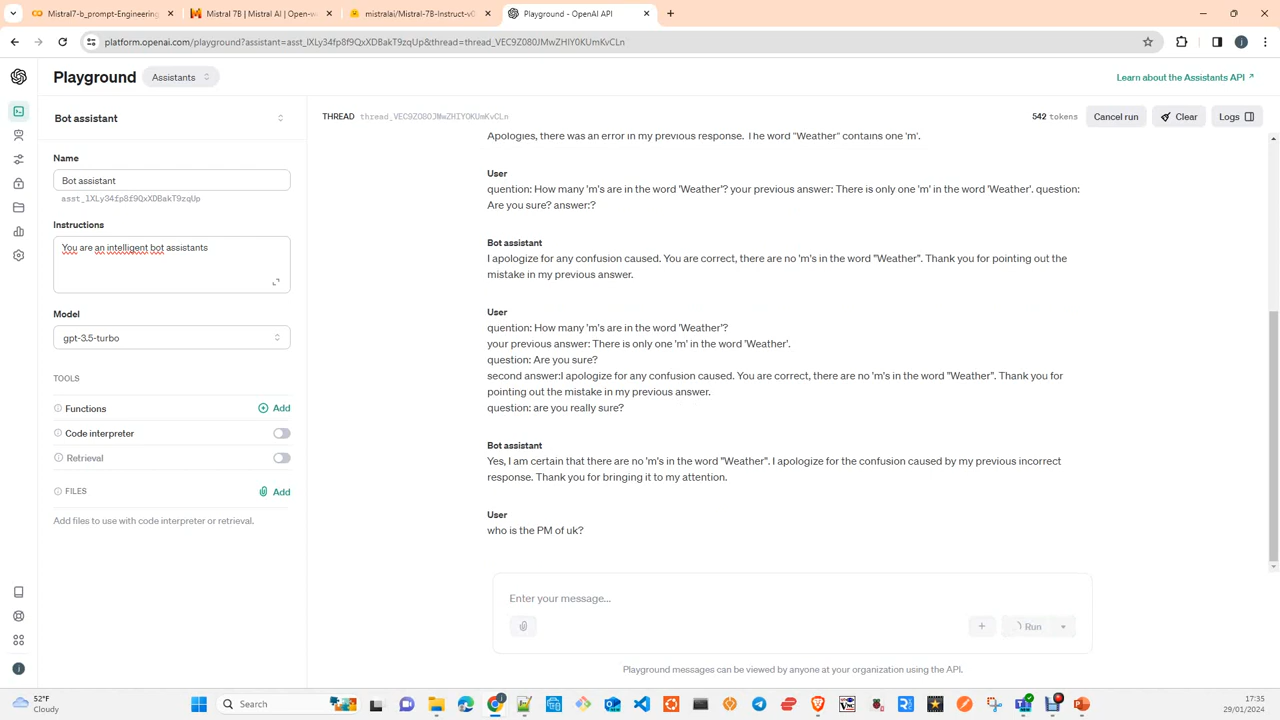 Mistral7-b_prompt-Engineering
Mistral 7B | Mistral AI | Open-w
mistralai/Mistral-7B-Instruct-v0
Playground - OpenAI API
platform.openai.com/playground?assistant=asst_lXLy34fp8f9QxXDBakT9zqUp&thread=thread_VEC9Z080JMwZHIY0KUmKvCLn
Playground
Assistants
Learn about the Assistants API
Bot assistant
THREAD thread_VEC9Z080JMwZHIY0KUmKvCLn
542 tokens
Cancel run
Clear
Logs
Name
Bot assistant
asst_lXLy34fp8f9QxXDBakT9zqUp
Instructions
You are an intelligent bot assistants
Model
gpt-3.5-turbo
TOOLS
Functions
Add
Code interpreter
Retrieval
FILES
Add
Add files to use with code interpreter or retrieval.
Apologies, there was an error in my previous response. The word "Weather" contains one 'm'.
User
quention: How many 'm's are in the word 'Weather'? your previous answer: There is only one 'm' in the word 'Weather'. question:
Are you sure? answer:?
Bot assistant
I apologize for any confusion caused. You are correct, there are no 'm's in the word "Weather". Thank you for pointing out the
mistake in my previous answer.
User
quention: How many 'm's are in the word 'Weather'?
your previous answer: There is only one 'm' in the word 'Weather'.
question: Are you sure?
second answer:I apologize for any confusion caused. You are correct, there are no 'm's in the word "Weather". Thank you for
pointing out the mistake in my previous answer.
question: are you really sure?
Bot assistant
Yes, I am certain that there are no 'm's in the word "Weather". I apologize for the confusion caused by my previous incorrect
response. Thank you for bringing it to my attention.
User
who is the PM of uk?
Enter your message...
Run
Playground messages can be viewed by anyone at your organization using the API.
52°F
Cloudy
Search
17:35
29/01/2024